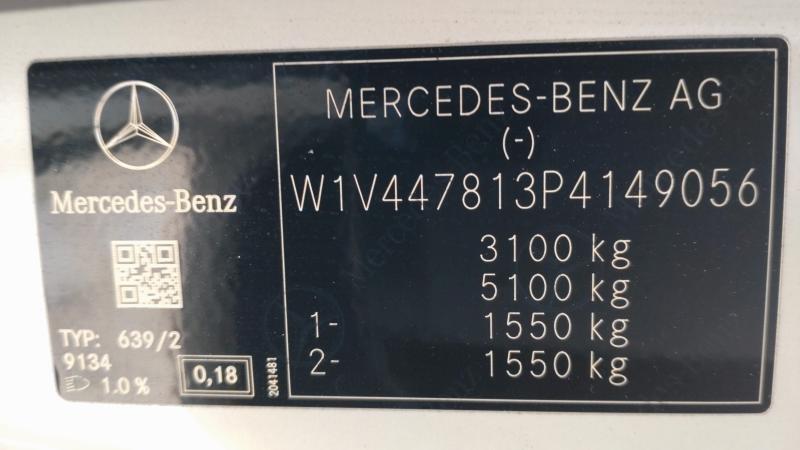 Mercedes-Benz
TYP: 639/2
9134
1.0%
0,18
2041481
MERCEDES-BENZ AG
(-)
W1V447813P4149056
3100 kg
5100 kg
1- 1550 kg
2- 1550 kg